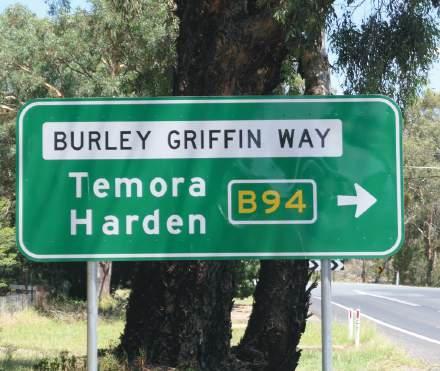 BURLEY GRIFFIN WAY
Temora
Harden
B94